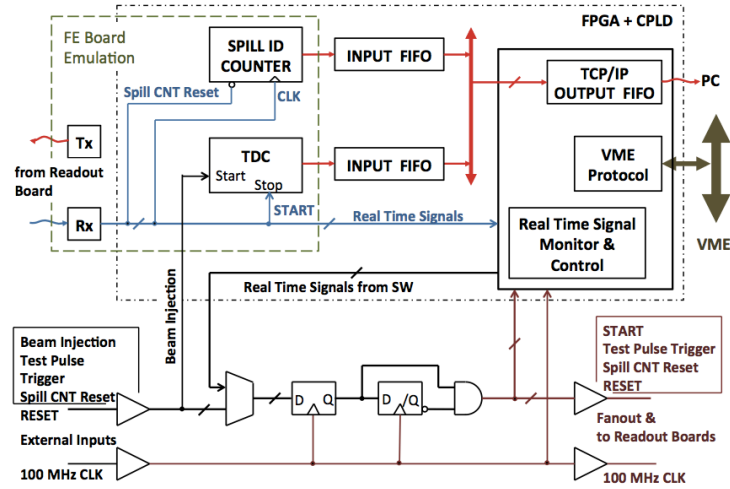 FE Board
Emulation
FPGA + CPLD
SPILL ID
COUNTER
INPUT FIFO
TCP/IP
OUTPUT FIFO
PC
Spill CNT Reset
CLK
Tx
from Readout
Board
TDC
Start
Stop
INPUT FIFO
VME
Protocol
START
Rx
Real Time Signals
Real Time Signal
Monitor &
Control
VME
Real Time Signals from SW
Beam Injection
Beam Injection
Test Pulse
Trigger
Spill CNT Reset
RESET
START
Test Pulse Trigger
Spill CNT Reset
RESET
D Q
D /Q
Fanout &
to Readout Boards
External Inputs
100 MHz CLK
100 MHz CLK